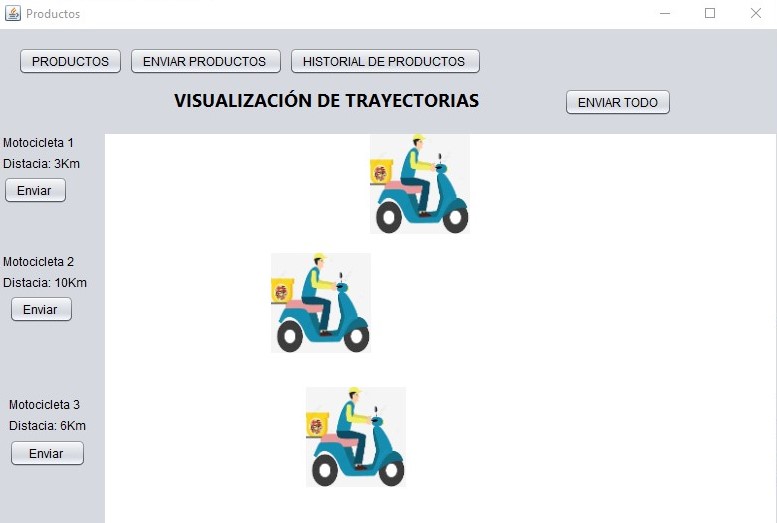 Productos
PRODUCTOS
ENVIAR PRODUCTOS
HISTORIAL DE PRODUCTOS
VISUALIZACIÓN DE TRAYECTORIAS
ENVIAR TODO
Motocicleta 1
Distacia: 3Km
Enviar
Motocicleta 2
Distacia: 10Km
Enviar
Motocicleta 3
Distacia: 6Km
Enviar